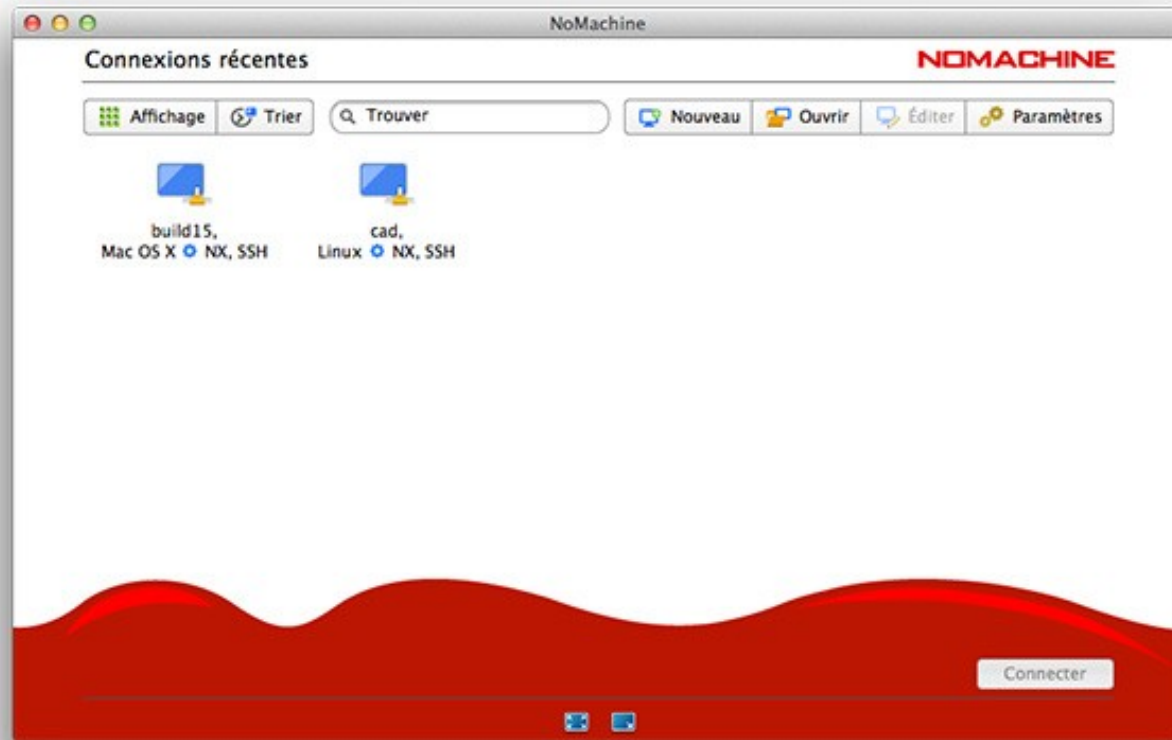 NoMachine
Connexions récentes
NOMACHINE
Affichage
Trier
Trouver
Nouveau
Ouvrir
Éditer
Paramètres
build15,
Mac OS X NX, SSH
cad,
Linux NX, SSH
Connecter